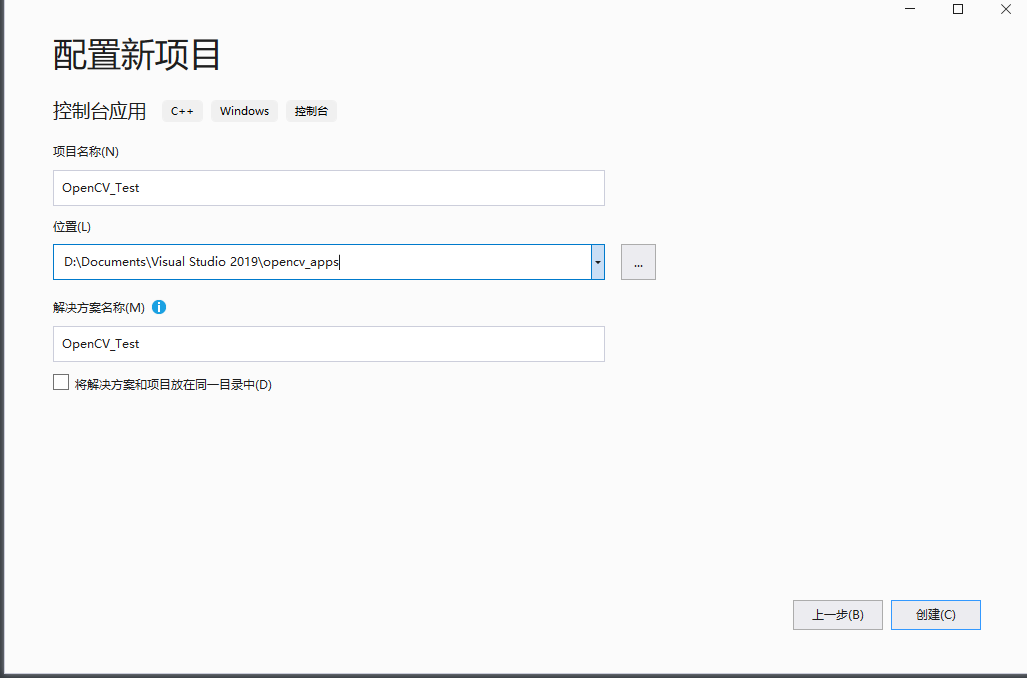 配置新项目
控制台应用 C++ Windows 控制台
项目名称(N)
OpenCV_Test
位置(L)
D:\Documents\Visual Studio 2019\opencv_apps
...
解决方案名称(M)
OpenCV_Test
将解决方案和项目放在同一目录中(D)
上一步(B) 创建(C)